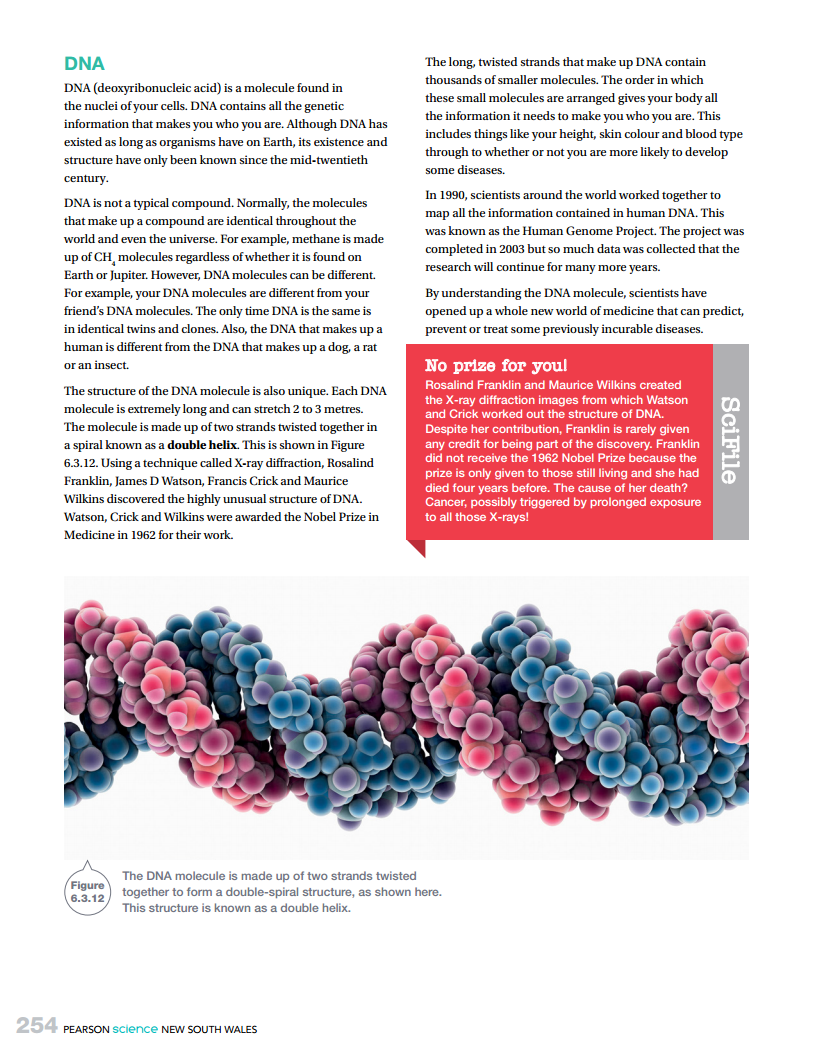 DNA
DNA (deoxyribonucleic acid) is a molecule found in
the nuclei of your cells. DNA contains all the genetic
information that makes you who you are. Although DNA has
existed as long as organisms have on Earth, its existence and
structure have only been known since the mid-twentieth
century.
DNA is not a typical compound. Normally, the molecules
that make up a compound are identical throughout the
world and even the universe. For example, methane is made
up of CH₄ molecules regardless of whether it is found on
Earth or Jupiter. However, DNA molecules can be different.
For example, your DNA molecules are different from your
friend's DNA molecules. The only time DNA is the same is
in identical twins and clones. Also, the DNA that makes up a
human is different from the DNA that makes up a dog, a rat
or an insect.
The structure of the DNA molecule is also unique. Each DNA
molecule is extremely long and can stretch 2 to 3 metres.
The molecule is made up of two strands twisted together in
a spiral known as a double helix. This is shown in Figure
6.3.12. Using a technique called X-ray diffraction, Rosalind
Franklin, James D Watson, Francis Crick and Maurice
Wilkins discovered the highly unusual structure of DNA.
Watson, Crick and Wilkins were awarded the Nobel Prize in
Medicine in 1962 for their work.
The long, twisted strands that make up DNA contain
thousands of smaller molecules. The order in which
these small molecules are arranged gives your body all
the information it needs to make you who you are. This
includes things like your height, skin colour and blood type
through to whether or not you are more likely to develop
some diseases.
In 1990, scientists around the world worked together to
map all the information contained in human DNA. This
was known as the Human Genome Project. The project was
completed in 2003 but so much data was collected that the
research will continue for many more years.
By understanding the DNA molecule, scientists have
opened up a whole new world of medicine that can predict,
prevent or treat some previously incurable diseases.
No prize for you!
Rosalind Franklin and Maurice Wilkins created
the X-ray diffraction images from which Watson
and Crick worked out the structure of DNA.
Despite her contribution, Franklin is rarely given
any credit for being part of the discovery. Franklin
did not receive the 1962 Nobel Prize because the
prize is only given to those still living and she had
died four years before. The cause of her death?
Cancer, possibly triggered by prolonged exposure
to all those X-rays!
SciFile
Figure
6.3.12
The DNA molecule is made up of two strands twisted
together to form a double-spiral structure, as shown here.
This structure is known as a double helix.
254 PEARSON science NEW SOUTH WALES